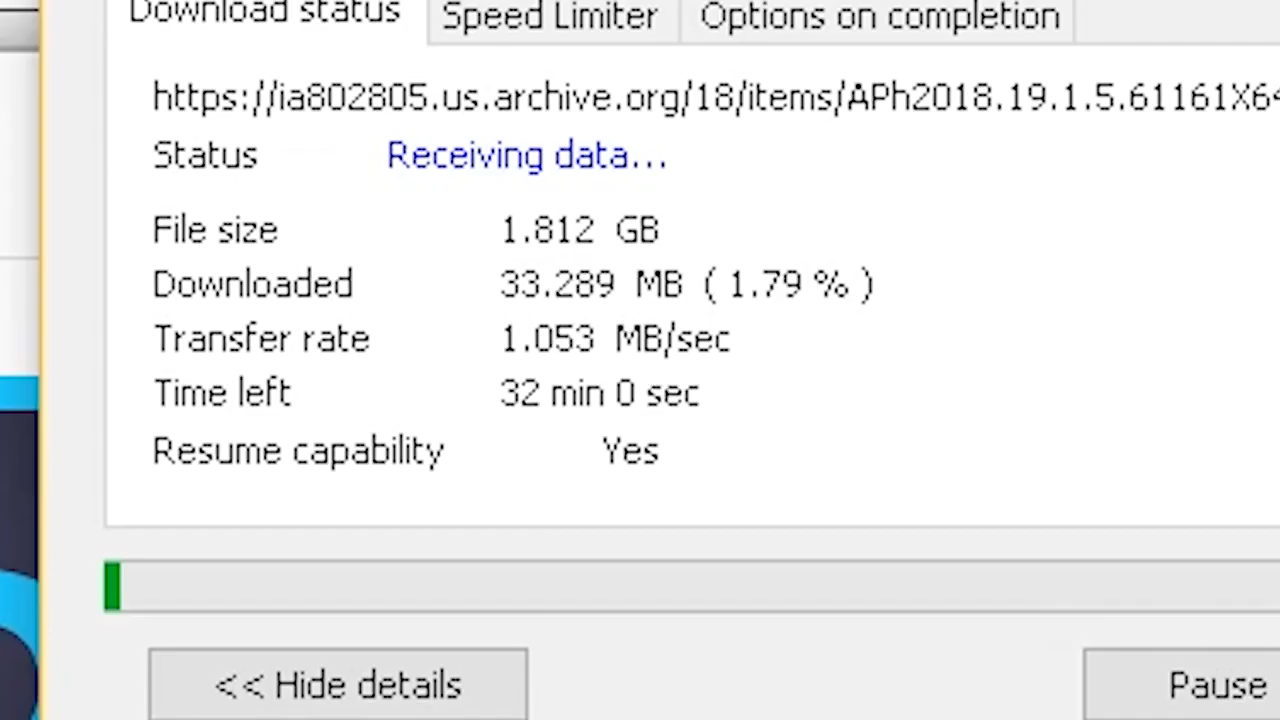 Download status Speed Limiter Options on completion
https://ia802805.us.archive.org/18/items/APh2018.19.1.5.61161X64
Status Receiving data...
File size 1.812 GB
Downloaded 33.289 MB ( 1.79 % )
Transfer rate 1.053 MB/sec
Time left 32 min 0 sec
Resume capability Yes
<< Hide details Pause